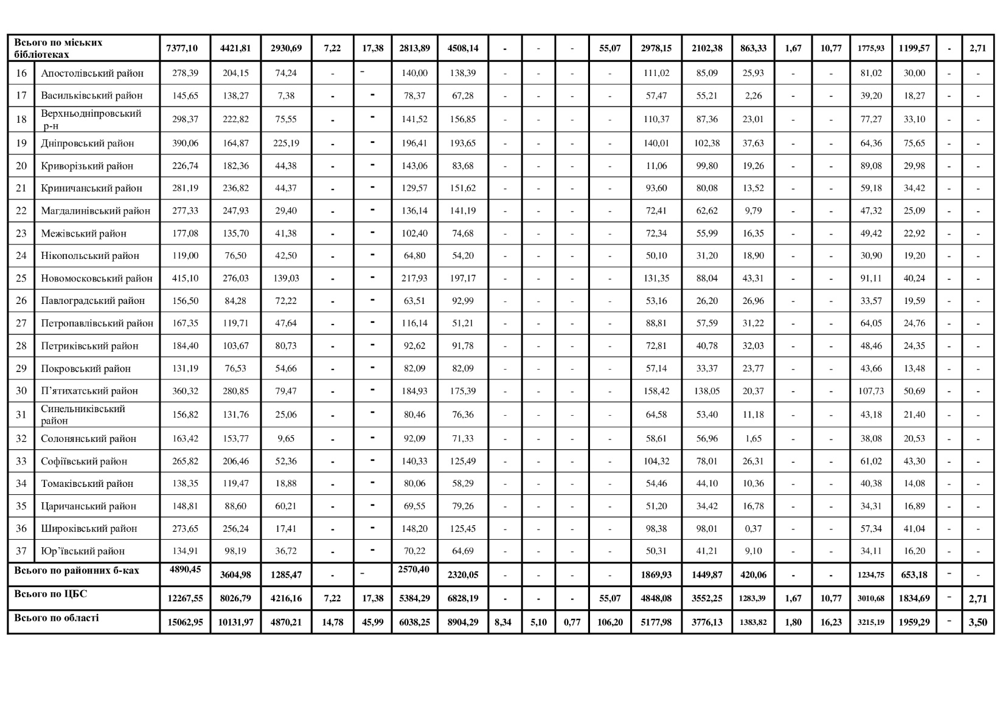 Всього по міських
бібліотеках 7377,10 4421,81 2930,69 7,22 17,38 2813,89 4508,14 - - - 55,07 2978,15 2102,38 863,33 1,67 10,77 1775,93 1199,57 - 2,71
16 Апостолівський район 278,39 204,15 74,24 - - 140,00 138,39 - - - - 111,02 85,09 25,93 - - 81,02 30,00 - -
17 Васильківський район 145,65 138,27 7,38 - - 78,37 67,28 - - - - 57,47 55,21 2,26 - - 39,20 18,27 - -
18 Верхньодніпровський
р-н 298,37 222,82 75,55 - - 141,52 156,85 - - - - 110,37 87,36 23,01 - - 77,27 33,10 - -
19 Дніпровський район 390,06 164,87 225,19 - - 196,41 193,65 - - - - 140,01 102,38 37,63 - - 64,36 75,65 - -
20 Криворізький район 226,74 182,36 44,38 - - 143,06 83,68 - - - - 11,06 99,80 19,26 - - 89,08 29,98 - -
21 Криничанський район 281,19 236,82 44,37 - - 129,57 151,62 - - - - 93,60 80,08 13,52 - - 59,18 34,42 - -
22 Магдалинівський район 277,33 247,93 29,40 - - 136,14 141,19 - - - - 72,41 62,62 9,79 - - 47,32 25,09 - -
23 Межівський район 177,08 135,70 41,38 - - 102,40 74,68 - - - - 72,34 55,99 16,35 - - 49,42 22,92 - -
24 Нікопольський район 119,00 76,50 42,50 - - 64,80 54,20 - - - - 50,10 31,20 18,90 - - 30,90 19,20 - -
25 Новомосковський район 415,10 276,03 139,03 - - 217,93 197,17 - - - - 131,35 88,04 43,31 - - 91,11 40,24 - -
26 Павлоградський район 156,50 84,28 72,22 - - 63,51 92,99 - - - - 53,16 26,20 26,96 - - 33,57 19,59 - -
27 Петропавлівський район 167,35 119,71 47,64 - - 116,14 51,21 - - - - 88,81 57,59 31,22 - - 64,05 24,76 - -
28 Петриківський район 184,40 103,67 80,73 - - 92,62 91,78 - - - - 72,81 40,78 32,03 - - 48,46 24,35 - -
29 Покровський район 131,19 76,53 54,66 - - 82,09 82,09 - - - - 57,14 33,37 23,77 - - 43,66 13,48 - -
30 П’ятихатський район 360,32 280,85 79,47 - - 184,93 175,39 - - - - 158,42 138,05 20,37 - - 107,73 50,69 - -
31 Синельниківський
район 156,82 131,76 25,06 - - 80,46 76,36 - - - - 64,58 53,40 11,18 - - 43,18 21,40 - -
32 Солонянський район 163,42 153,77 9,65 - - 92,09 71,33 - - - - 58,61 56,96 1,65 - - 38,08 20,53 - -
33 Софіївський район 265,82 206,46 52,36 - - 140,33 125,49 - - - - 104,32 78,01 26,31 - - 61,02 43,30 - -
34 Томаківський район 138,35 119,47 18,88 - - 80,06 58,29 - - - - 54,46 44,10 10,36 - - 40,38 14,08 - -
35 Царичанський район 148,81 88,60 60,21 - - 69,55 79,26 - - - - 51,20 34,42 16,78 - - 34,31 16,89 - -
36 Широківський район 273,65 256,24 17,41 - - 148,20 125,45 - - - - 98,38 98,01 0,37 - - 57,34 41,04 - -
37 Юр’ївський район 134,91 98,19 36,72 - - 70,22 64,69 - - - - 50,31 41,21 9,10 - - 34,11 16,20 - -
Всього по районних б-ках 4890,45 3604,98 1285,47 - - 2570,40 2320,05 - - - - 1869,93 1449,87 420,06 - - 1234,75 653,18 - -
Всього по ЦБС 12267,55 8026,79 4216,16 7,22 17,38 5384,29 6828,19 - - - 55,07 4848,08 3552,25 1283,39 1,67 10,77 3010,68 1834,69 - 2,71
Всього по області 15062,95 10131,97 4870,21 14,78 45,99 6038,25 8904,29 8,34 5,10 0,77 106,20 5177,98 3776,13 1383,82 1,80 16,23 3215,19 1959,29 - 3,50